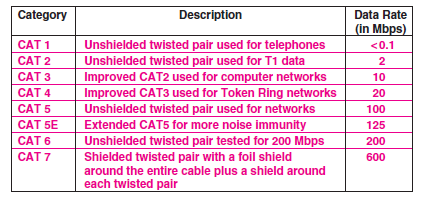 Category Description Data Rate
(in Mbps)
CAT 1 Unshielded twisted pair used for telephones <0.1
CAT 2 Unshielded twisted pair used for T1 data 2
CAT 3 Improved CAT2 used for computer networks 10
CAT 4 Improved CAT3 used for Token Ring networks 20
CAT 5 Unshielded twisted pair used for networks 100
CAT 5E Extended CAT5 for more noise immunity 125
CAT 6 Unshielded twisted pair tested for 200 Mbps 200
CAT 7 Shielded twisted pair with a foil shield 600
around the entire cable plus a shield around
each twisted pair